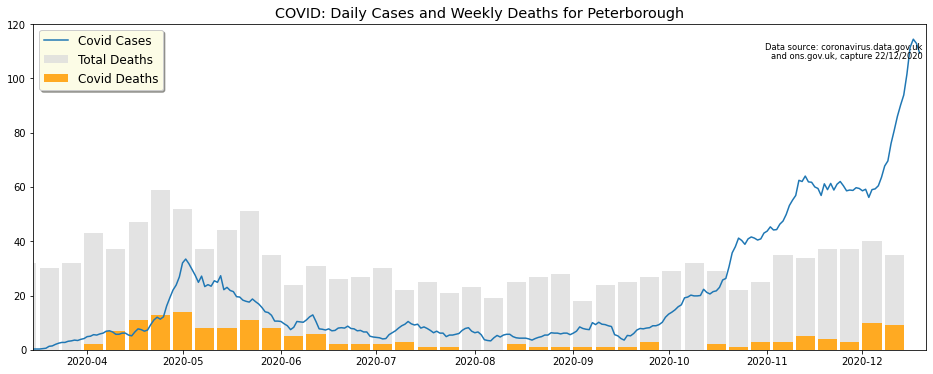 COVID: Daily Cases and Weekly Deaths for Peterborough
120
100
80
60
40
20
0
Covid Cases
Total Deaths
Covid Deaths
Data source: coronavirus.data.gov.uk
and ons.gov.uk, capture 22/12/2020
2020-04 2020-05 2020-06 2020-07 2020-08 2020-09 2020-10 2020-11 2020-12